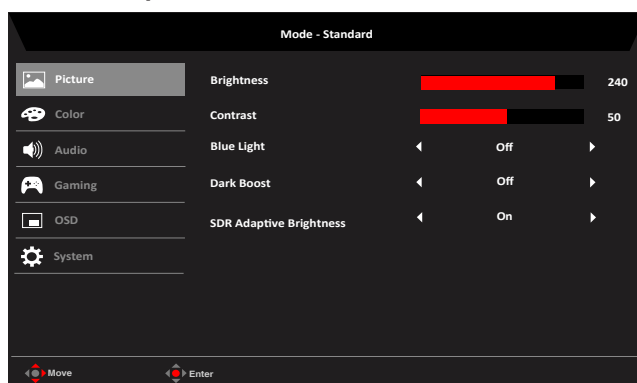 Mode - Standard
Picture
Brightness 240
Color
Contrast 50
Audio
Blue Light Off
Gaming
Dark Boost Off
OSD
SDR Adaptive Brightness On
System
Move Enter